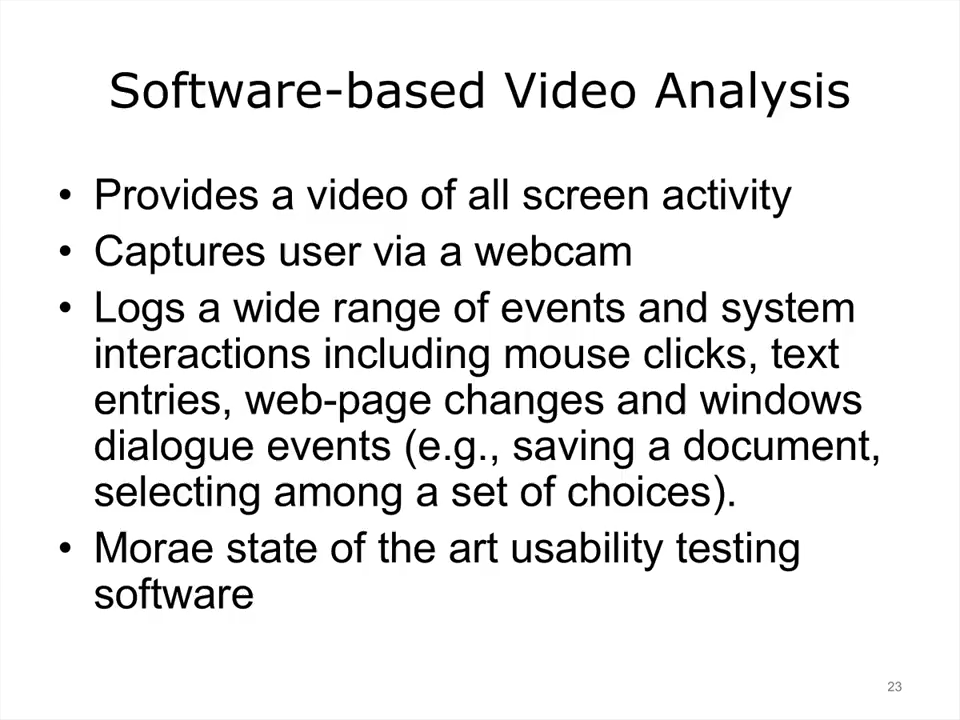 Software-based Video Analysis
• Provides a video of all screen activity
• Captures user via a webcam
• Logs a wide range of events and system
interactions including mouse clicks, text
entries, web-page changes and windows
dialogue events (e.g., saving a document,
selecting among a set of choices).
• Morae state of the art usability testing
software
23